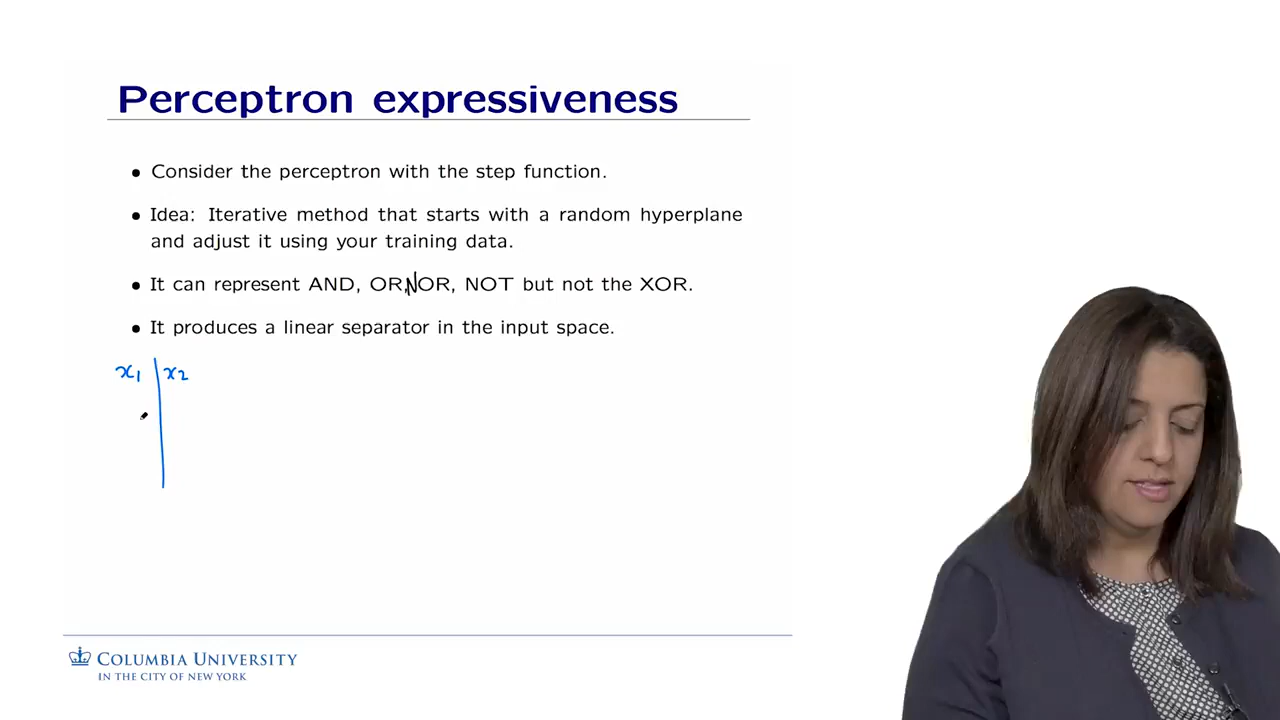 Perceptron expressiveness
• Consider the perceptron with the step function.
• Idea: Iterative method that starts with a random hyperplane
and adjust it using your training data.
• It can represent AND, OR, NOR, NOT but not the XOR.
• It produces a linear separator in the input space.
x1 | x2
COLUMBIA UNIVERSITY
IN THE CITY OF NEW YORK